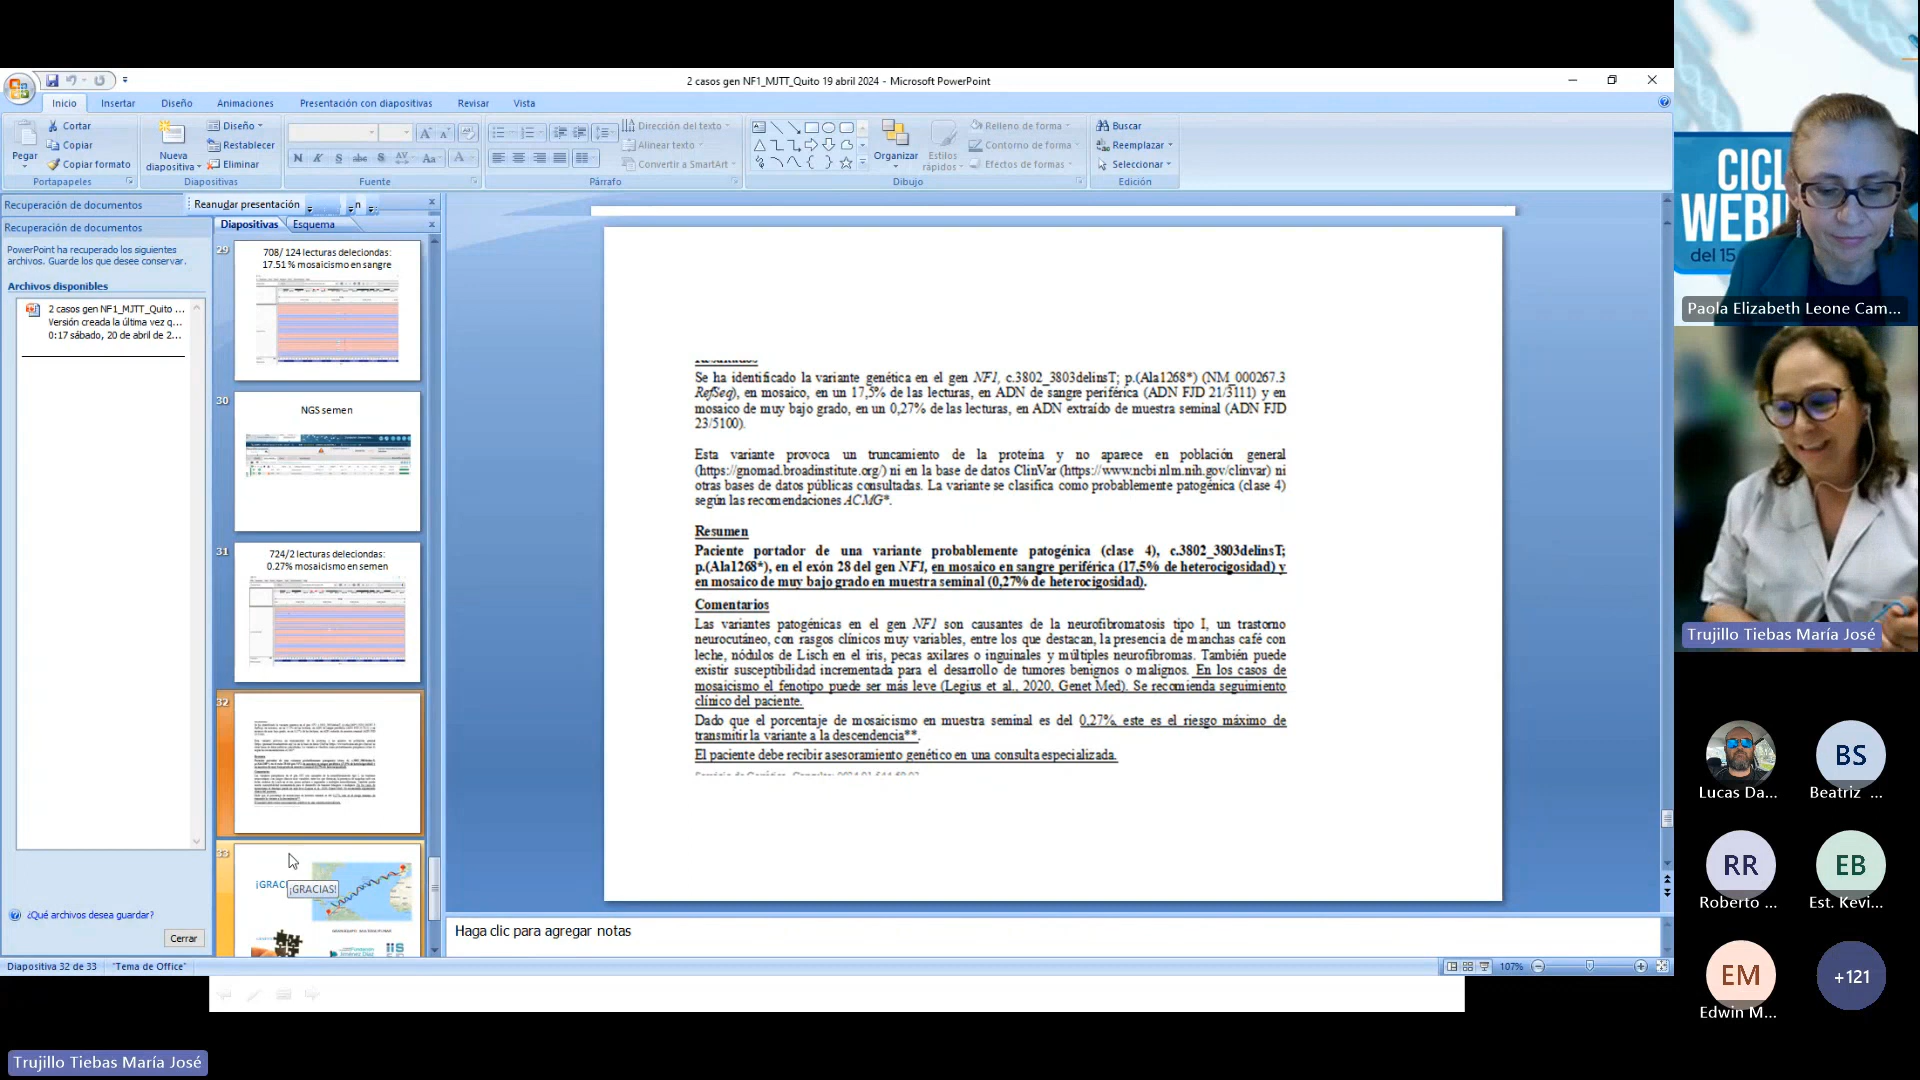 2 casos gen NF1_MJTT_Quito 19 abril 2024 - Microsoft PowerPoint
Inicio
Insertar
Diseño
Animaciones
Presentación con diapositivas
Revisar
Vista
Pegar
Cortar
Copiar
Copiar formato
Portapapeles
Nueva diapositiva
Diseño
Restablecer
Eliminar
Diapositivas
Fuente
Dirección del texto
Alinear texto
Convertir a SmartArt
Párrafo
Organizar
Estilos rápidos
Relleno de forma
Contorno de forma
Efectos de formas
Dibujo
Buscar
Reemplazar
Seleccionar
Edición
Recuperación de documentos
Reanudar presentación
Recuperación de documentos
PowerPoint ha recuperado los siguientes
archivos. Guarde los que desee conservar.
Archivos disponibles
2 casos gen NF1_MJTT_Quito ...
Versión creada la última vez q...
0:17 sábado, 20 de abril de 2...
¿Qué archivos desea guardar?
Cerrar
Diapositivas
Esquema
29
708/ 124 lecturas deleciondas:
17.51 % mosaicismo en sangre
30
NGS semen
31
724/2 lecturas deleciondas:
0.27% mosaicismo en semen
32
33
¡GRAC
¡GRACIAS!
Resultados
Se ha identificado la variante genética en el gen NF1, c.3802_3803delinsT; p.(Ala1268*) (NM_000267.3
RefSeq), en mosaico, en un 17,5% de las lecturas, en ADN de sangre periférica (ADN FJD 21/3111) y en
mosaico de muy bajo grado, en un 0,27% de las lecturas, en ADN extraído de muestra seminal (ADN FJD
23/5100).
Esta variante provoca un truncamiento de la proteína y no aparece en población general
(https://gnomad.broadinstitute.org/) ni en la base de datos ClinVar (https://www.ncbi.nlm.nih.gov/clinvar) ni
otras bases de datos públicas consultadas. La variante se clasifica como probablemente patogénica (clase 4)
según las recomendaciones ACMG*.
Resumen
Paciente portador de una variante probablemente patogénica (clase 4), c.3802_3803delinsT;
p.(Ala1268*), en el exón 28 del gen NF1, en mosaico en sangre periférica (17,5% de heterocigosidad) y
en mosaico de muy bajo grado en muestra seminal (0,27% de heterocigosidad).
Comentarios
Las variantes patogénicas en el gen NF1 son causantes de la neurofibromatosis tipo I, un trastorno
neurocutáneo, con rasgos clínicos muy variables, entre los que destacan, la presencia de manchas café con
leche, nódulos de Lisch en el iris, pecas axilares o inguinales y múltiples neurofibromas. También puede
existir susceptibilidad incrementada para el desarrollo de tumores benignos o malignos. En los casos de
mosaicismo el fenotipo puede ser más leve (Legius et al., 2020, Genet Med). Se recomienda seguimiento
clínico del paciente.
Dado que el porcentaje de mosaicismo en muestra seminal es del 0,27%, este es el riesgo máximo de
transmitir la variante a la descendencia**.
El paciente debe recibir asesoramiento genético en una consulta especializada.
Haga clic para agregar notas
Diapositiva 32 de 33
"Tema de Office"
107%
CICL
WEBI
del 15
Paola Elizabeth Leone Cam...
Trujillo Tiebas María José
Lucas Da...
BS
Beatriz ...
RR
Roberto ...
EB
Est. Kevi...
EM
Edwin M...
+121
Trujillo Tiebas María José